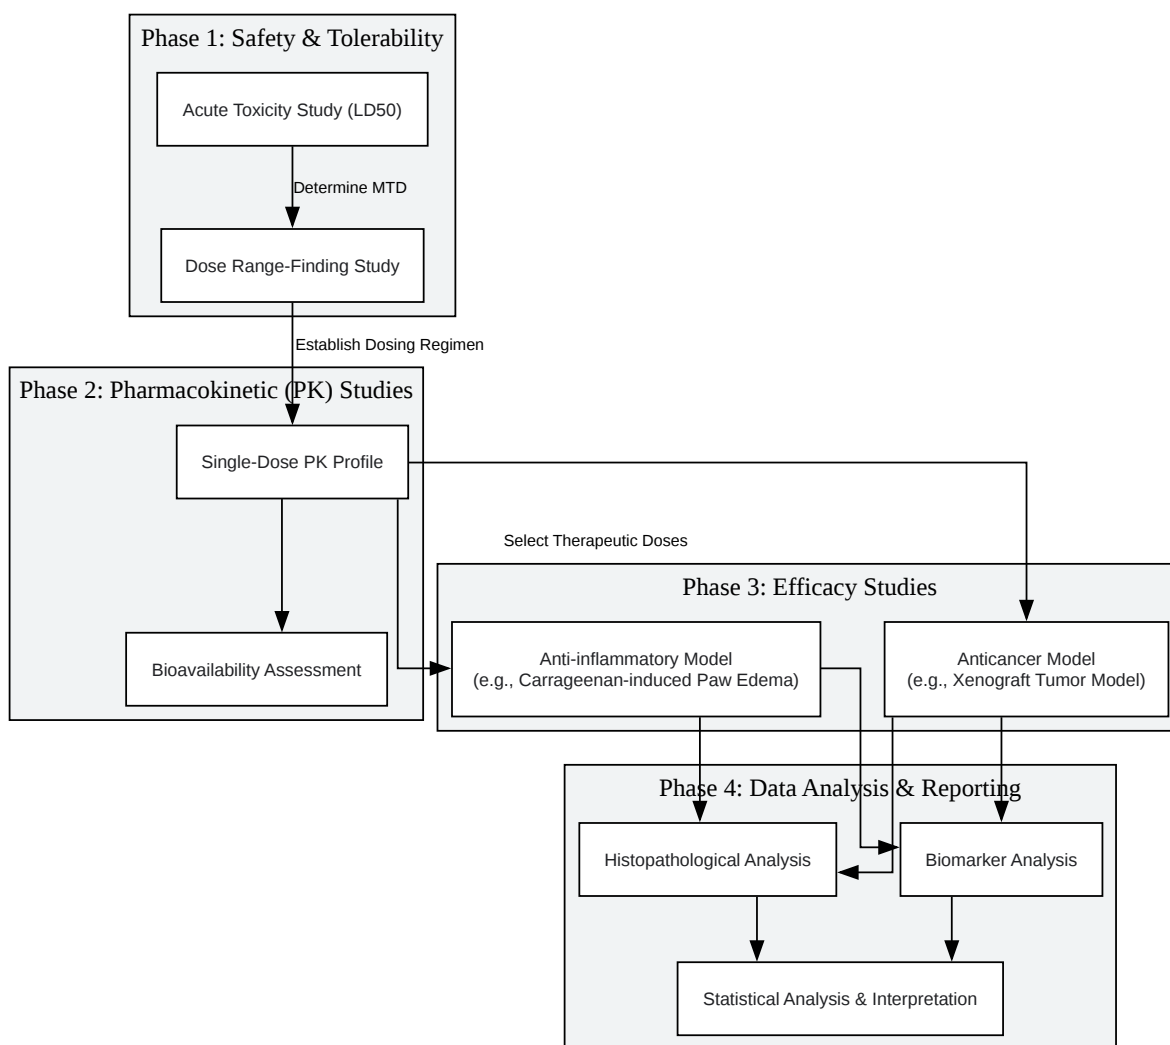 Phase 1: Safety & Tolerability
Acute Toxicity Study (LD50)
Determine MTD
Dose Range-Finding Study
Establish Dosing Regimen
Phase 2: Pharmacokinetic (PK) Studies
Single-Dose PK Profile
Select Therapeutic Doses
Phase 3: Efficacy Studies
Bioavailability Assessment
Anti-inflammatory Model
(e.g., Carrageenan-induced Paw Edema)
Anticancer Model
(e.g., Xenograft Tumor Model)
Phase 4: Data Analysis & Reporting
Histopathological Analysis
Biomarker Analysis
Statistical Analysis & Interpretation